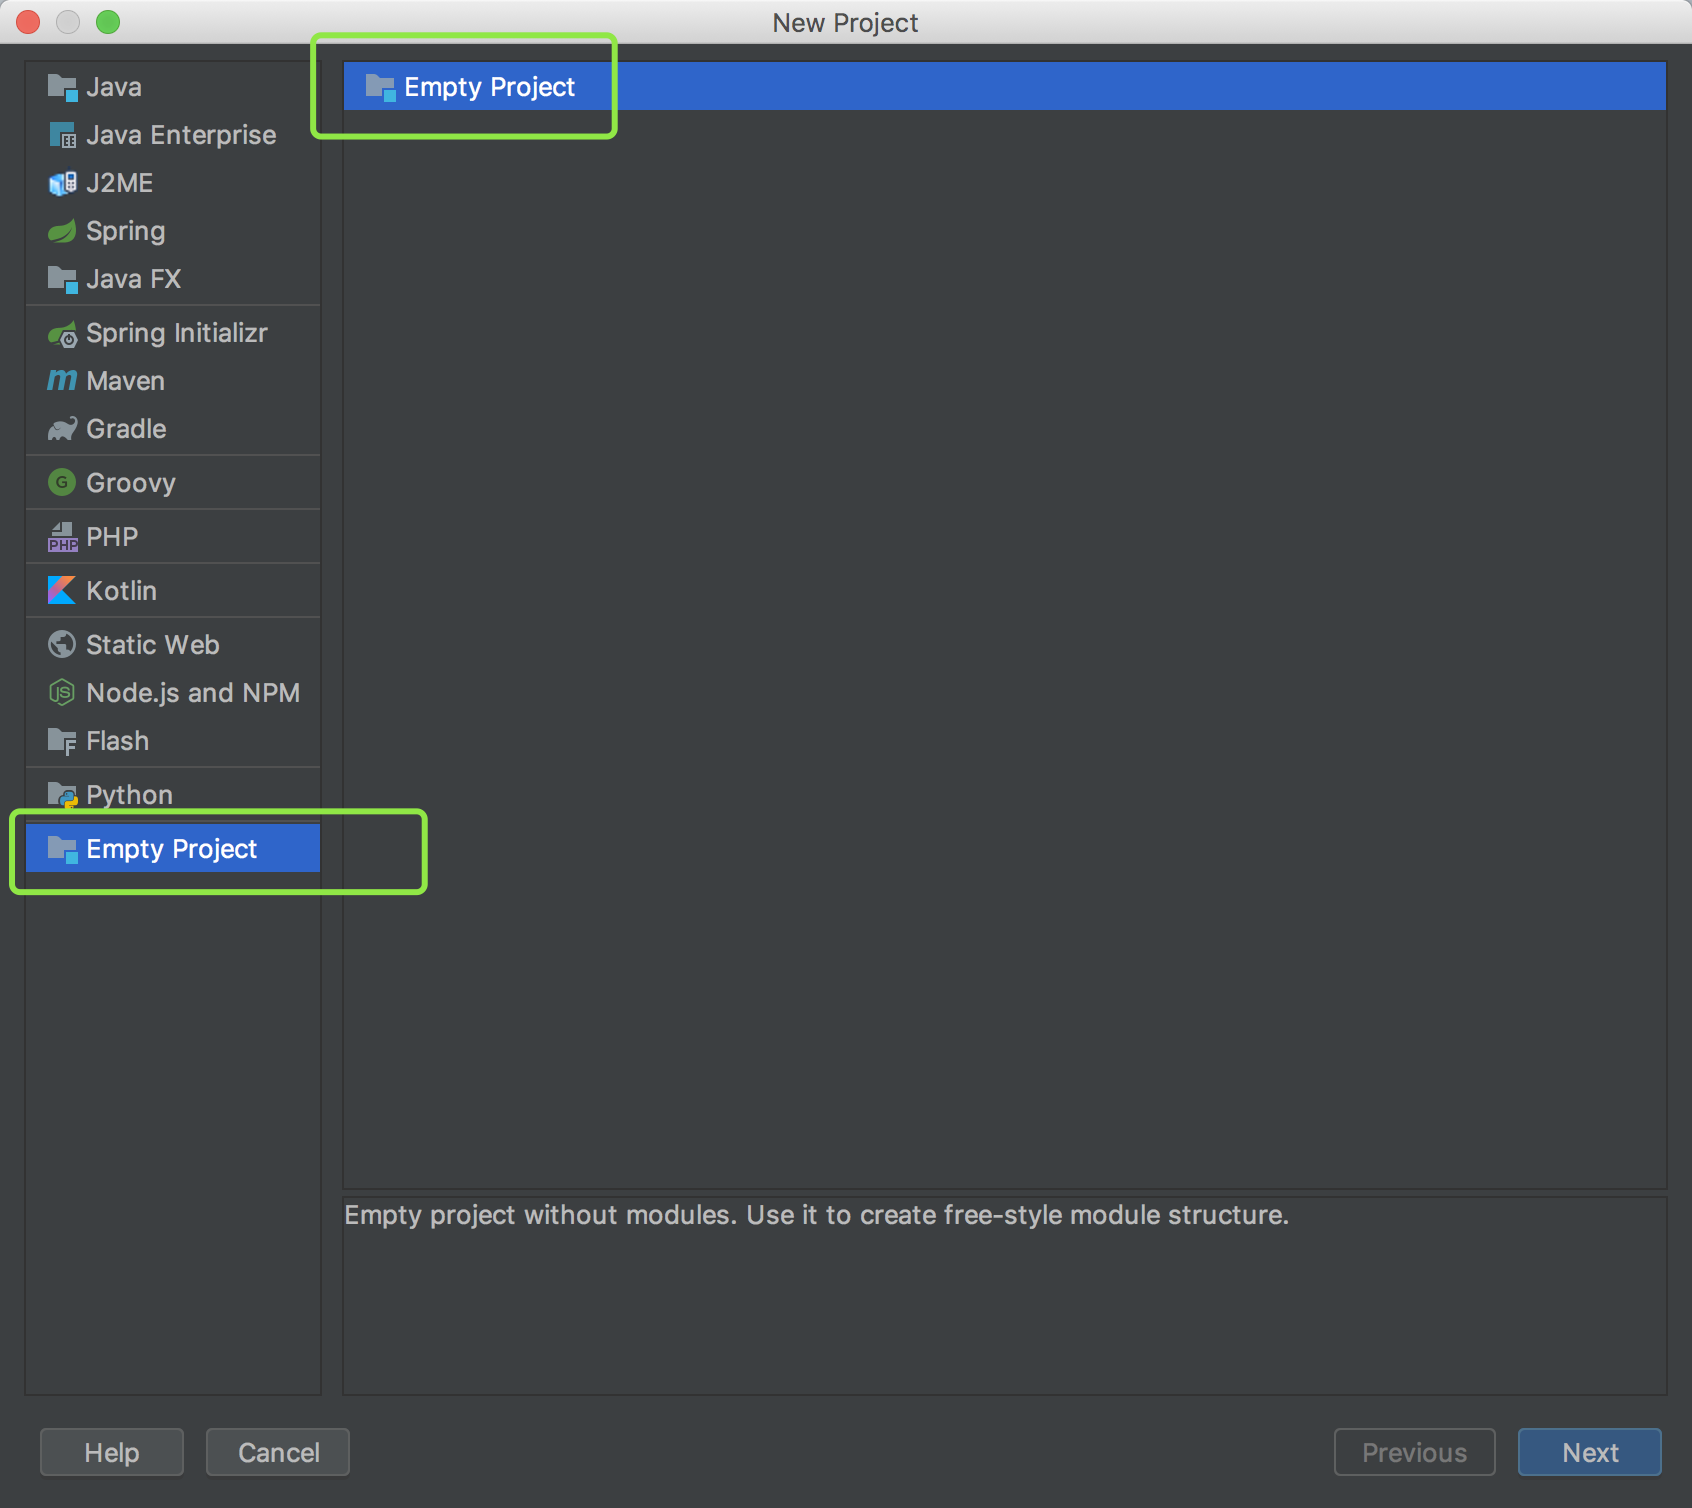 New Project
Java
Java Enterprise
J2ME
Spring
Java FX
Spring Initializr
Maven
Gradle
Groovy
PHP
Kotlin
Static Web
Node.js and NPM
Flash
Python
Empty Project
Empty Project
Empty project without modules. Use it to create free-style module structure.
Help
Cancel
Previous
Next